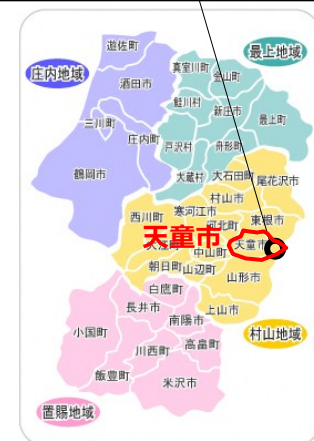 遊佐町
庄内地域
酒田市
三川町
庄内町
鶴岡市
最上地域
真室川町
金山町
鮭川村
新庄市
最上町
戸沢村
舟形町
大蔵村
大石田町
尾花沢市
村山市
西川町
寒河江市
東根市
河北町
天童市
天童市
大江町
中山町
朝日町
山辺町
山形市
上山市
村山地域
白鷹町
長井市
南陽市
小国町
川西町
高畠町
飯豊町
米沢市
置賜地域